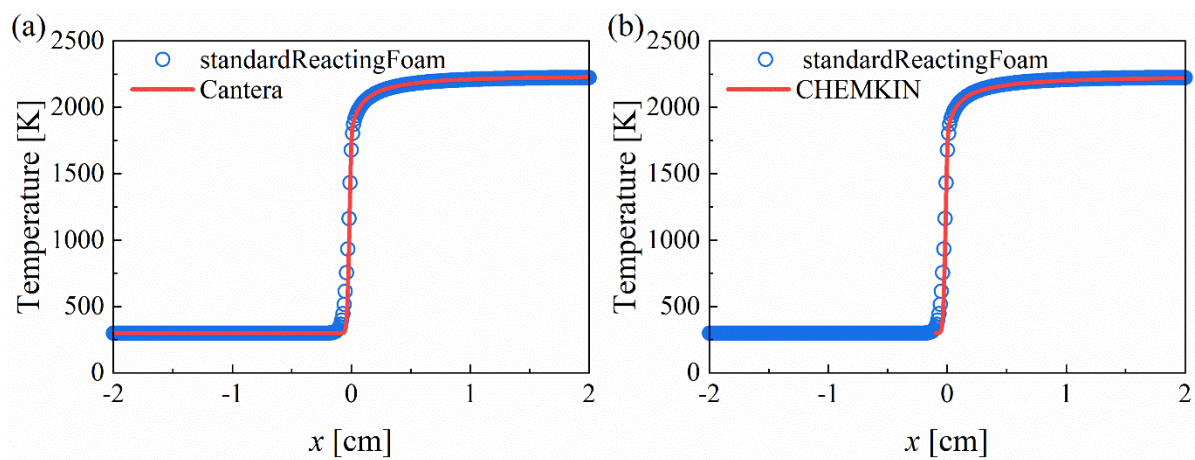 (a)
2500
2000
1500
1000
500
0
Temperature [K]
standardReactingFoam
Cantera
-2
-1
0
1
2
x [cm]
(b)
2500
2000
1500
1000
500
0
Temperature [K]
standardReactingFoam
CHEMKIN
-2
-1
0
1
2
x [cm]